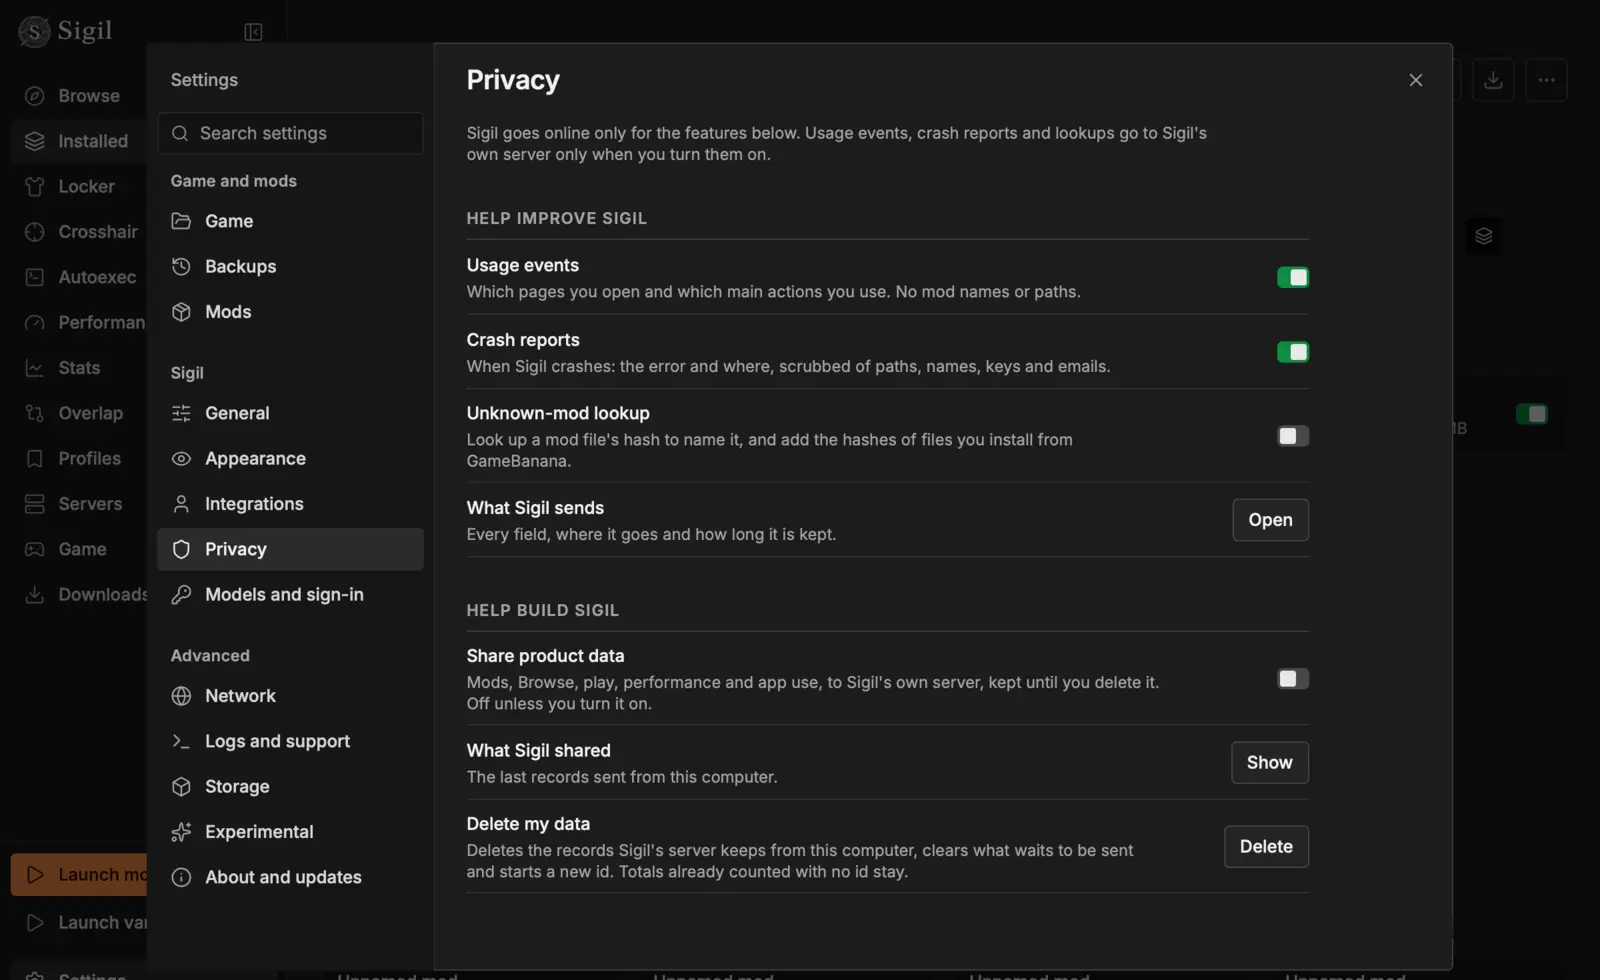 Sigil
Browse
Installed
Locker
Crosshair
Autoexec
Performan
Stats
Overlap
Profiles
Servers
Game
Downloads
Launch mo
Launch va
Settings
Settings
Search settings
Game and mods
Game
Backups
Mods
Sigil
General
Appearance
Integrations
Privacy
Models and sign-in
Advanced
Network
Logs and support
Storage
Experimental
About and updates
Privacy
Sigil goes online only for the features below. Usage events, crash reports and lookups go to Sigil's
own server only when you turn them on.
HELP IMPROVE SIGIL
Usage events
Which pages you open and which main actions you use. No mod names or paths.
Crash reports
When Sigil crashes: the error and where, scrubbed of paths, names, keys and emails.
Unknown-mod lookup
Look up a mod file's hash to name it, and add the hashes of files you install from
GameBanana.
What Sigil sends
Every field, where it goes and how long it is kept.
Open
HELP BUILD SIGIL
Share product data
Mods, Browse, play, performance and app use, to Sigil's own server, kept until you delete it.
Off unless you turn it on.
What Sigil shared
The last records sent from this computer.
Show
Delete my data
Deletes the records Sigil's server keeps from this computer, clears what waits to be sent
and starts a new id. Totals already counted with no id stay.
Delete
Unnamed mod
Unnamed mod
Unnamed mod
Unnamed mod